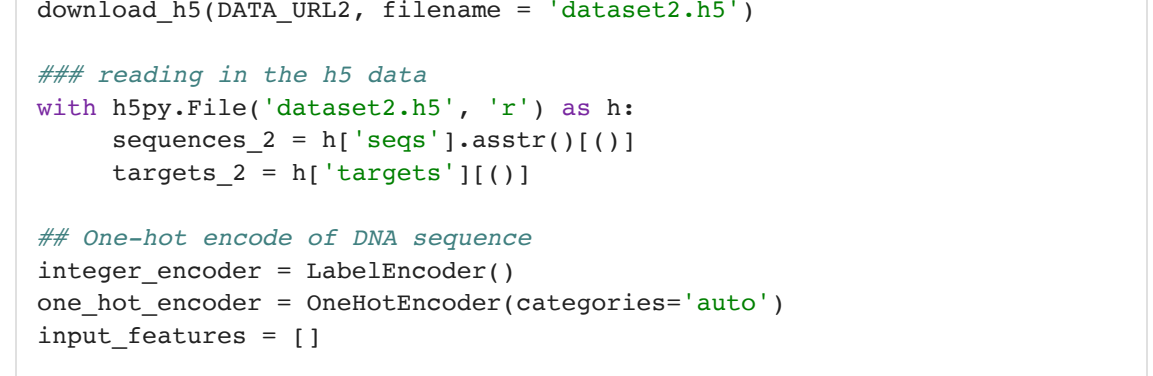 download_h5(DATA_URL2, filename = 'dataset2.h5')
### reading in the h5 data
with h5py.File('dataset2.h5', 'r') as h:
     sequences_2 = h['seqs'].asstr()[()]
     targets_2 = h['targets'][()]
## One-hot encode of DNA sequence
integer_encoder = LabelEncoder()
one_hot_encoder = OneHotEncoder(categories='auto')
input_features = []